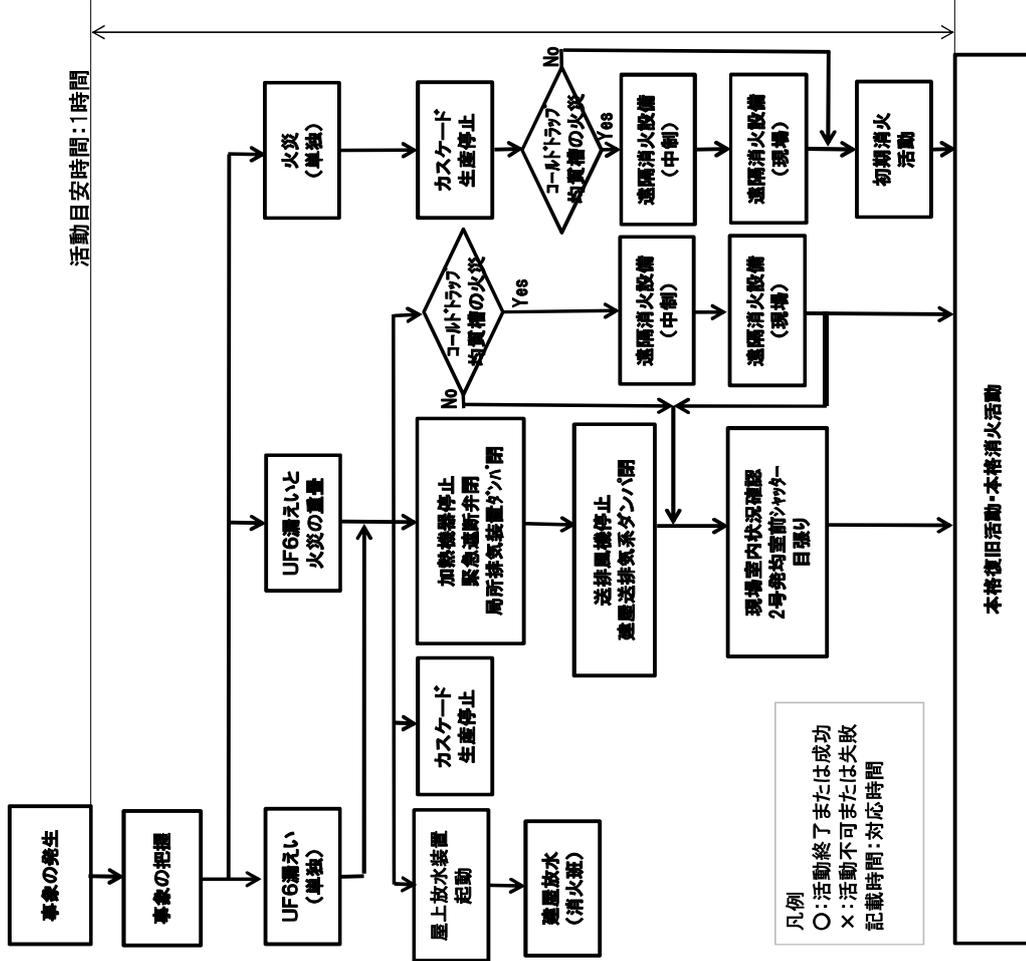 活動目安時間：1時間
事象の発生
事象の把握
UF6漏えい
（単独）
UF6漏えいと
火災の重畳
火災
（単独）
屋上放水装置
起動
カスケード
生産停止
加熱機器停止
緊急遮断弁閉
局所排気装置ダンパ閉
コールドトラップ
均質槽の火災
No
Yes
カスケード
生産停止
コールドトラップ
均質槽の火災
No
Yes
建屋放水
（消火班）
送排風機停止
建屋送排気系ダンパ閉
遠隔消火設備
（中制）
遠隔消火設備
（中制）
現場室内状況確認
2号発均室前シャッター
目張り
遠隔消火設備
（現場）
遠隔消火設備
（現場）
初期消火
活動
凡例
○：活動終了または成功
×：活動不可または失敗
記載時間：対応時間
本格復旧活動・本格消火活動